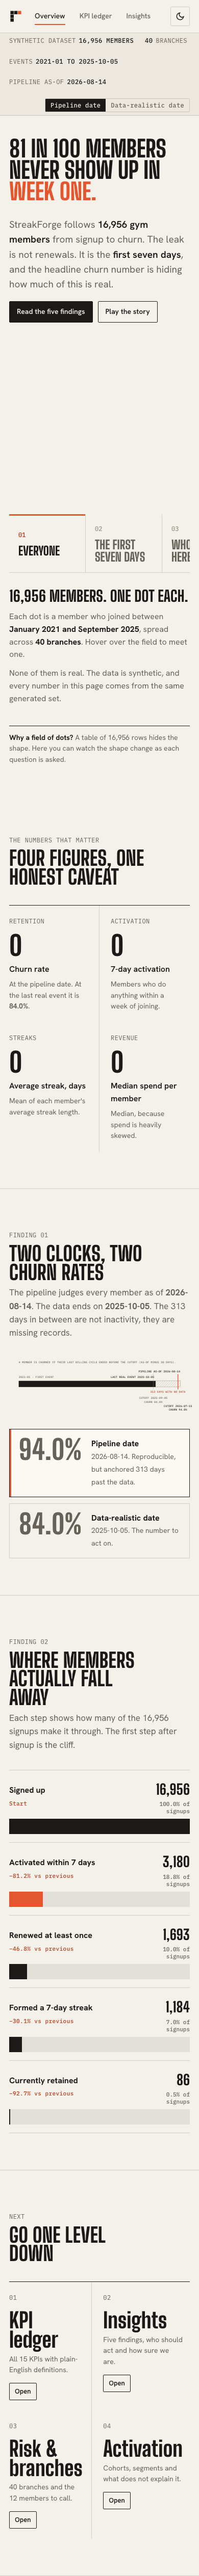 Overview KPI ledger Insights
SYNTHETIC DATASET 16,956 MEMBERS 40 BRANCHES
EVENTS 2021-01 TO 2025-10-05
PIPELINE AS-OF 2026-08-14
Pipeline date Data-realistic date
81 IN 100 MEMBERS
NEVER SHOW UP IN
WEEK ONE.
StreakForge follows 16,956 gym
members from signup to churn. The leak
is not renewals. It is the first seven days,
and the headline churn number is hiding
how much of this is real.
Read the five findings Play the story
01
EVERYONE
02
THE FIRST
SEVEN DAYS
03
16,956 MEMBERS. ONE DOT EACH.
Each dot is a member who joined between
January 2021 and September 2025, spread
across 40 branches. Hover over the field to meet
one.
None of them is real. The data is synthetic, and
every number in this page comes from the same
generated set.
Why a field of dots? A table of 16,956 rows hides the
shape. Here you can watch the shape change as each
question is asked.
THE NUMBERS THAT MATTER
FOUR FIGURES, ONE
HONEST CAVEAT
RETENTION
0
Churn rate
At the pipeline date. At
the last real event it is
84.0%.
ACTIVATION
0
7-day activation
Members who do
anything within a
week of joining.
STREAKS
0
Average streak, days
Mean of each member's
average streak length.
REVENUE
0
Median spend per
member
Median, because
spend is heavily
skewed.
FINDING 01
TWO CLOCKS, TWO
CHURN RATES
The pipeline judges every member as of 2026-
08-14. The data ends on 2025-10-05. The 313
days in between are not inactivity, they are
missing records.
94.0%
Pipeline date
2026-08-14. Reproducible,
but anchored 313 days
past the data.
84.0%
Data-realistic date
2025-10-05. The number to
act on.
FINDING 02
WHERE MEMBERS
ACTUALLY FALL
AWAY
Each step shows how many of the 16,956
signups make it through. The first step after
signup is the cliff.
Signed up 16,956
Start 100.0% of
signups
Activated within 7 days 3,180
−81.2% vs previous 18.8% of
signups
Renewed at least once 1,693
−46.8% vs previous 10.0% of
signups
Formed a 7-day streak 1,184
−30.1% vs previous 7.0% of
signups
Currently retained 86
−92.7% vs previous 0.5% of
signups
NEXT
GO ONE LEVEL
DOWN
01
KPI
ledger
All 15 KPIs with plain-
English definitions.
Open
02
Insights
Five findings, who should
act and how sure we
are.
Open
03
Risk &
branches
40 branches and the
12 members to call.
Open
04
Activation
Cohorts, segments and
what does not explain it.
Open